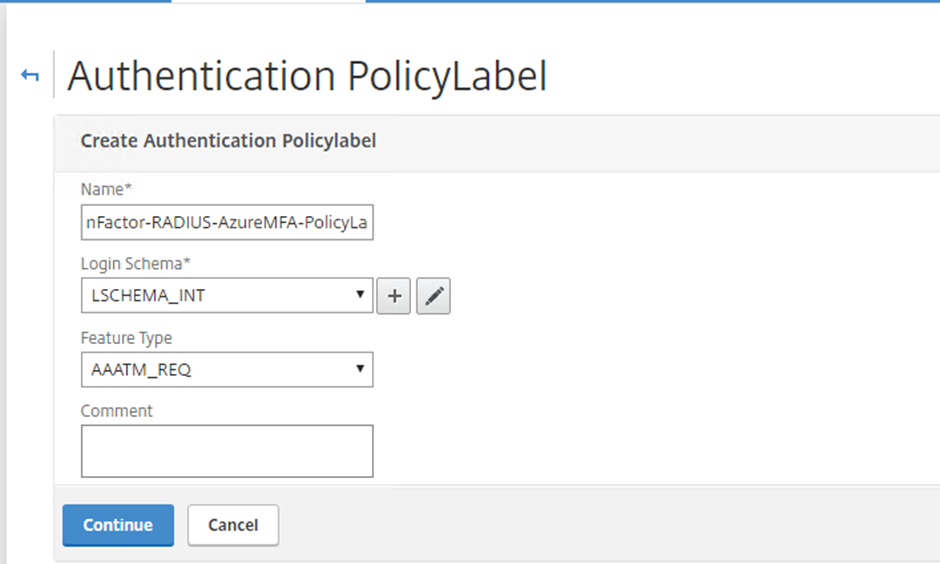 Authentication PolicyLabel
Create Authentication Policylabel
Name*
nFactor-RADIUS-AzureMFA-PolicyLa
Login Schema*
LSCHEMA_INT
Feature Type
AAATM_REQ
Comment
Continue Cancel